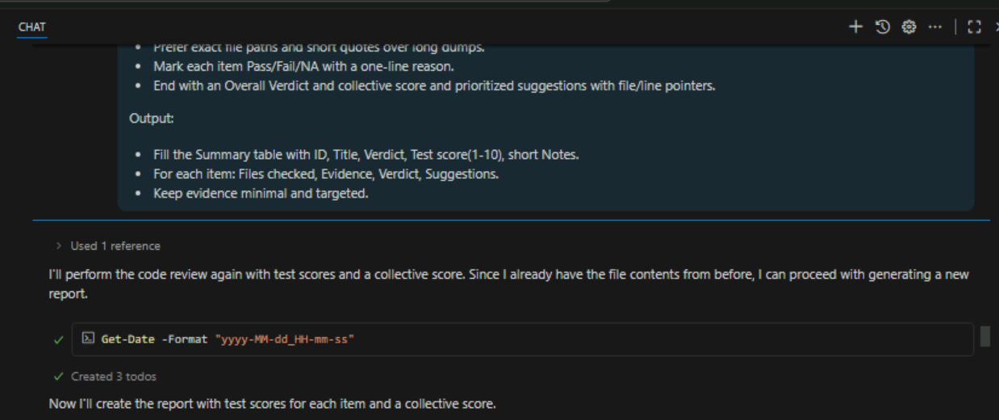 CHAT
Prefer exact file paths and short quotes over long dumps.
Mark each item Pass/Fail/NA with a one-line reason.
End with an Overall Verdict and collective score and prioritized suggestions with file/line pointers.
Output:
Fill the Summary table with ID, Title, Verdict, Test score(1-10), short Notes.
For each item: Files checked, Evidence, Verdict, Suggestions.
Keep evidence minimal and targeted.
Used 1 reference
I'll perform the code review again with test scores and a collective score. Since I already have the file contents from before, I can proceed with generating a new
report.
Get-Date -Format "yyyy-MM-dd_HH-mm-ss"
Created 3 todos
Now I'll create the report with test scores for each item and a collective score.